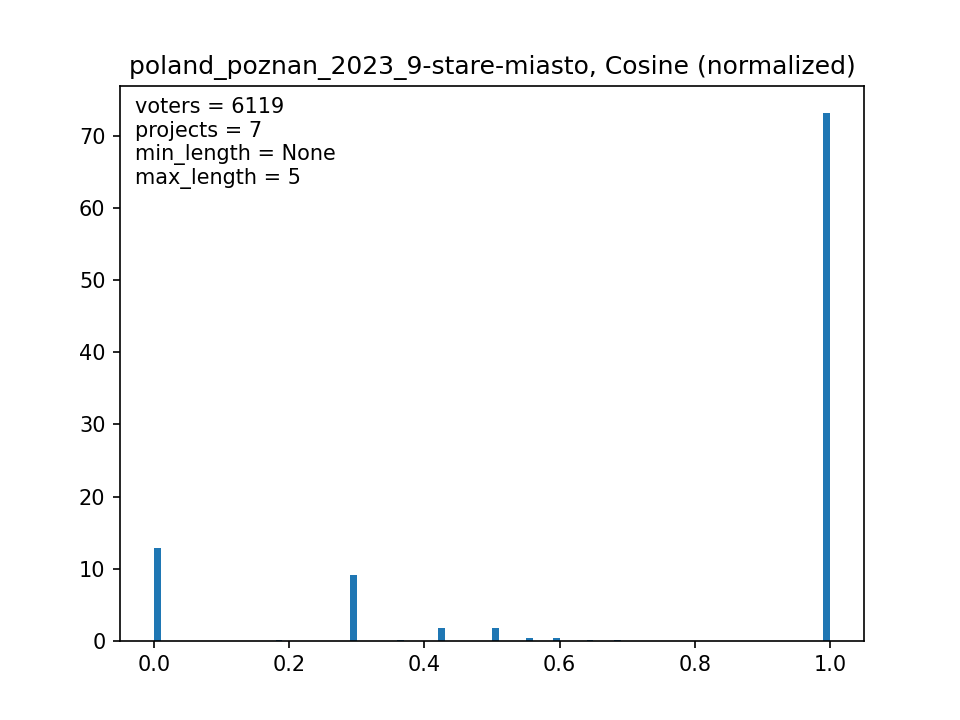 poland_poznan_2023_9-stare-miasto, Cosine (normalized)
voters = 6119
projects = 7
min_length = None
max_length = 5
70
60
50
40
30
20
10
0
0.0 0.2 0.4 0.6 0.8 1.0